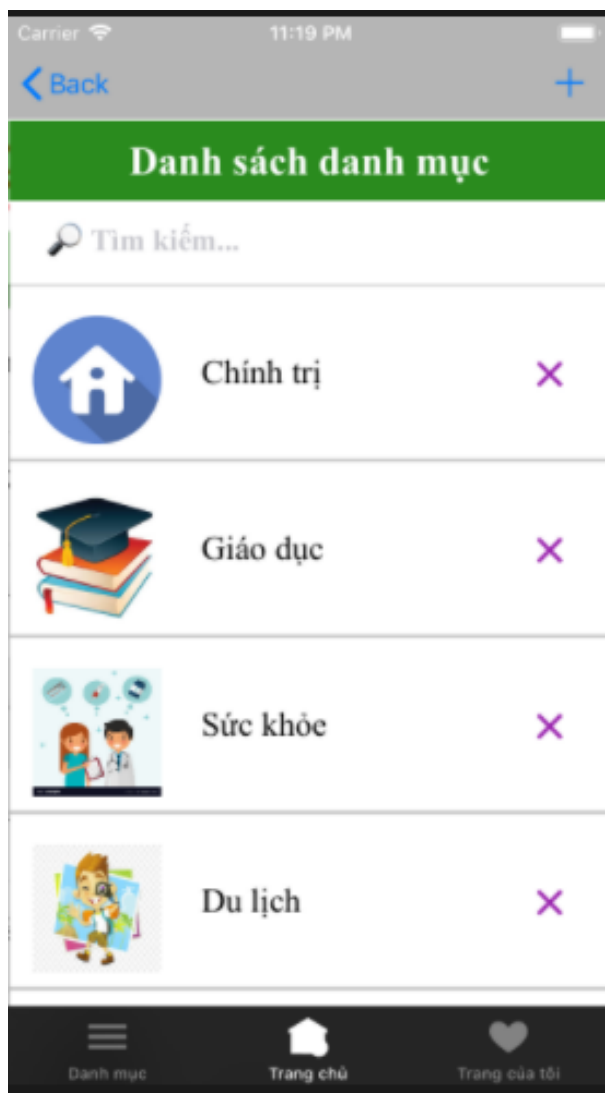 Carrier 11:19 PM
Back +
Danh sách danh mục
Tìm kiếm...
Chính trị
Giáo dục
Sức khỏe
Du lịch
Danh mục Trang chủ Trang của tôi